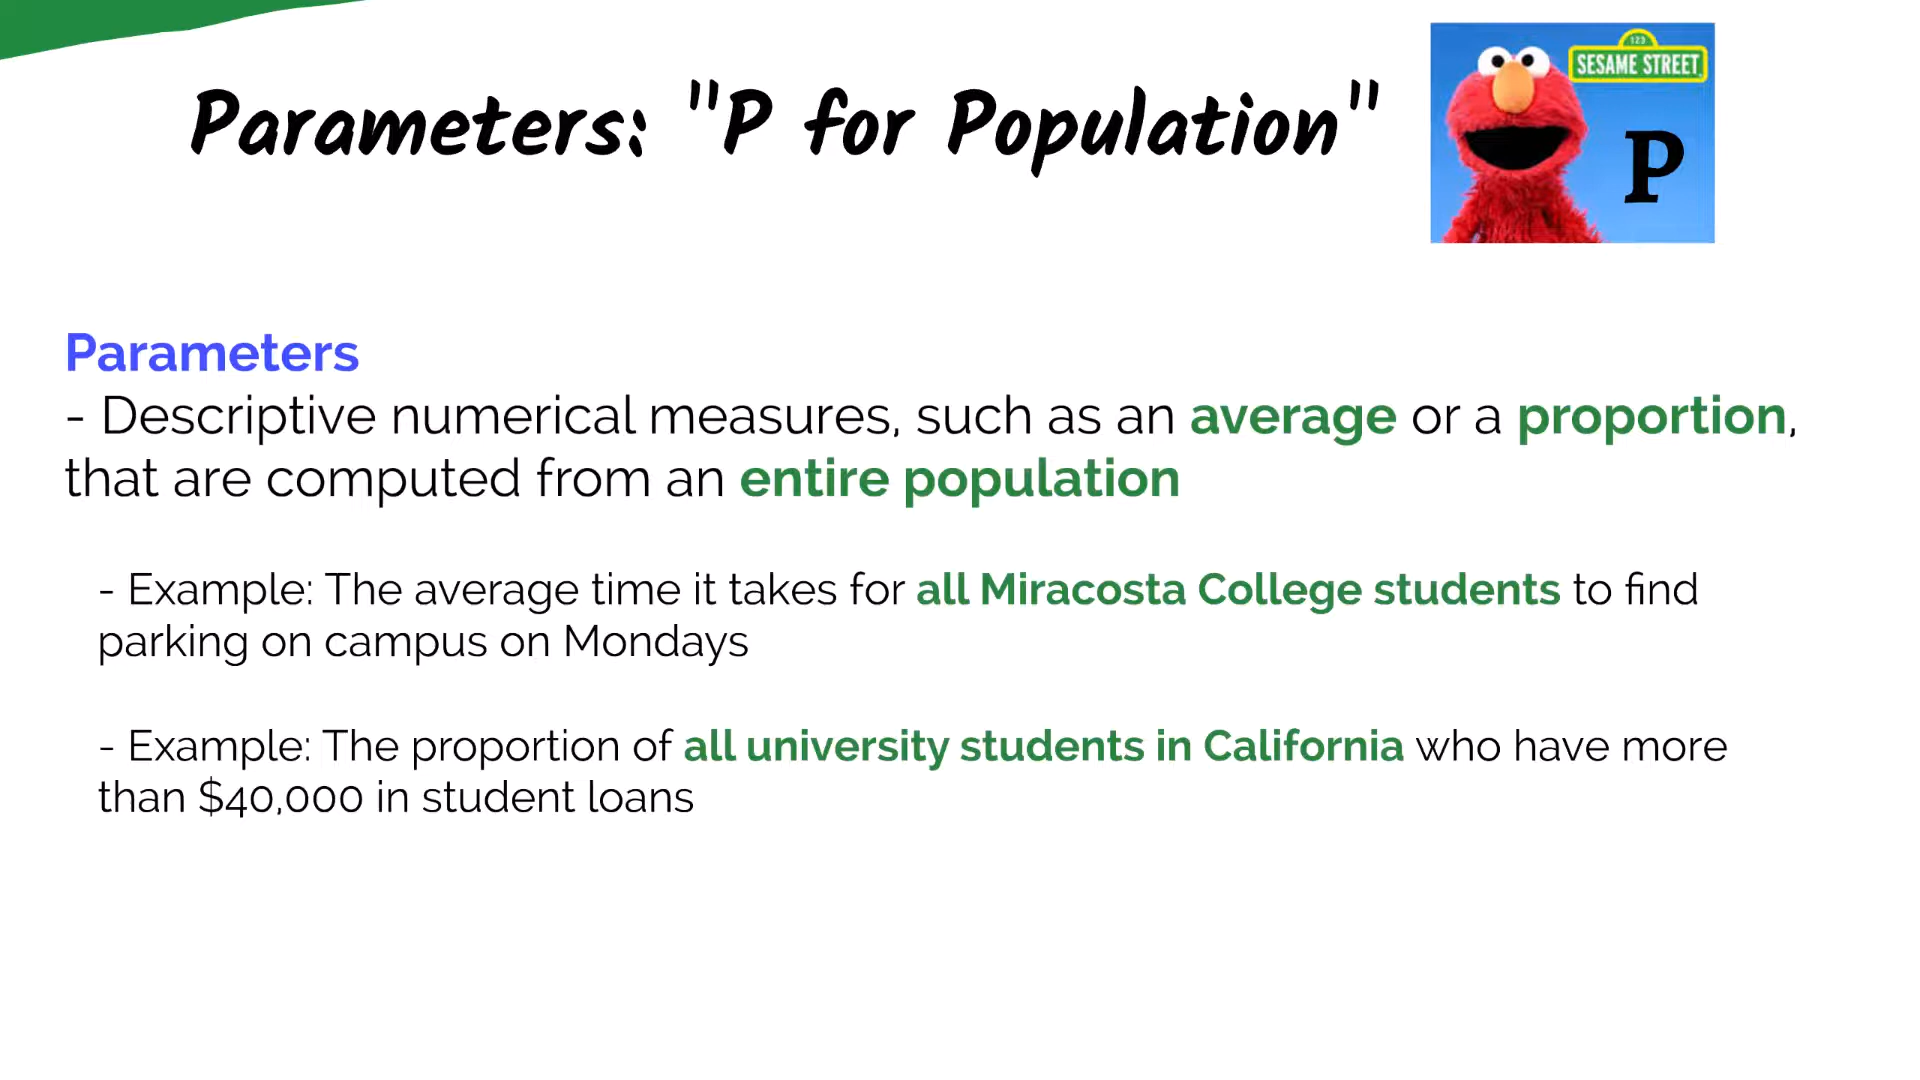 Parameters: "P for Population"
123
SESAME STREET
P
Parameters
- Descriptive numerical measures, such as an average or a proportion,
that are computed from an entire population
- Example: The average time it takes for all Miracosta College students to find
parking on campus on Mondays
- Example: The proportion of all university students in California who have more
than $40,000 in student loans